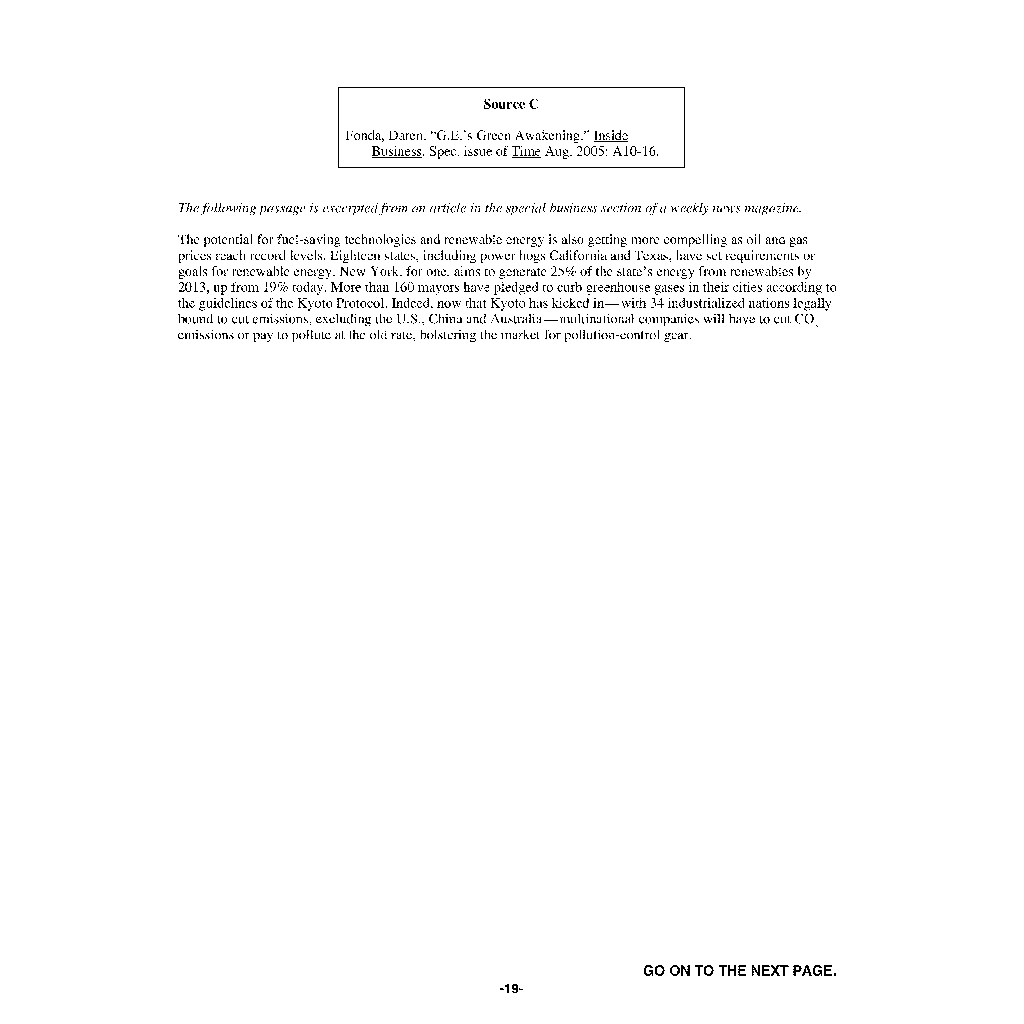 Source C
Fonda, Daren. “G.E.’s Green Awakening.” Inside
Business. Spec. issue of Time Aug. 2005: A10-16.
The following passage is excerpted from an article in the special business section of a weekly news magazine.
The potential for fuel-saving technologies and renewable energy is also getting more compelling as oil and gas
prices reach record levels. Eighteen states, including power hogs California and Texas, have set requirements or
goals for renewable energy. New York, for one, aims to generate 25% of the state’s energy from renewables by
2013, up from 19% today. More than 160 mayors have pledged to curb greenhouse gases in their cities according to
the guidelines of the Kyoto Protocol. Indeed, now that Kyoto has kicked in—with 34 industrialized nations legally
bound to cut emissions, excluding the U.S., China and Australia—multinational companies will have to cut CO₂
emissions or pay to pollute at the old rate, bolstering the market for pollution-control gear.
GO ON TO THE NEXT PAGE.
-19-